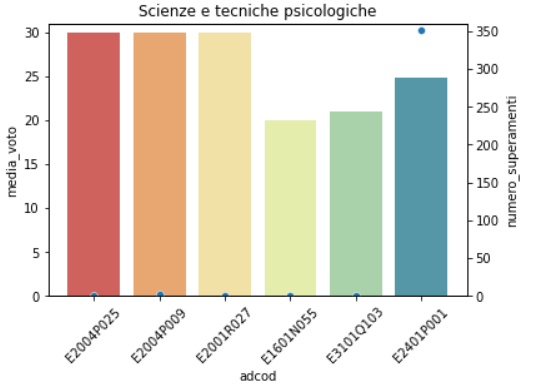 Scienze e tecniche psicologiche
30
25
20
15
10
5
0
media_voto
350
300
250
200
150
100
50
0
numero_superamenti
E2004P025
E2004P009
E2001R027
E1601N055
E3101Q103
E2401P001
adcod